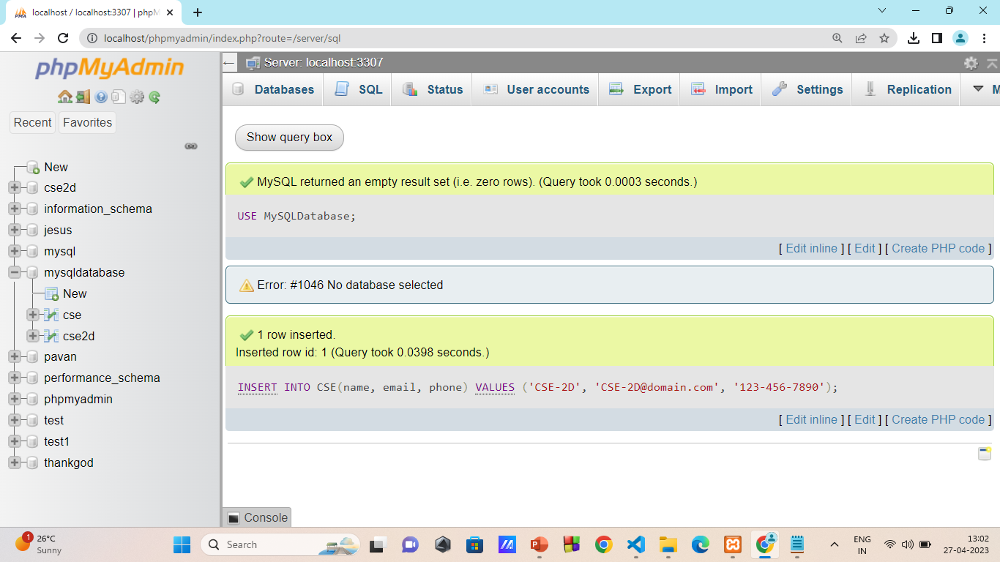 localhost / localhost:3307 | phpM
localhost/phpmyadmin/index.php?route=/server/sql
phpMyAdmin
Recent Favorites
New
cse2d
information_schema
jesus
mysql
mysqldatabase
New
cse
cse2d
pavan
performance_schema
phpmyadmin
test
test1
thankgod
Server: localhost:3307
Databases SQL Status User accounts Export Import Settings Replication M
Show query box
MySQL returned an empty result set (i.e. zero rows). (Query took 0.0003 seconds.)
USE MySQLDatabase;
[ Edit inline ] [ Edit ] [ Create PHP code ]
Error: #1046 No database selected
1 row inserted.
Inserted row id: 1 (Query took 0.0398 seconds.)
INSERT INTO CSE(name, email, phone) VALUES ('CSE-2D', 'CSE-2D@domain.com', '123-456-7890');
[ Edit inline ] [ Edit ] [ Create PHP code ]
Console
1
26°C
Sunny
Search
ENG
IN
13:02
27-04-2023